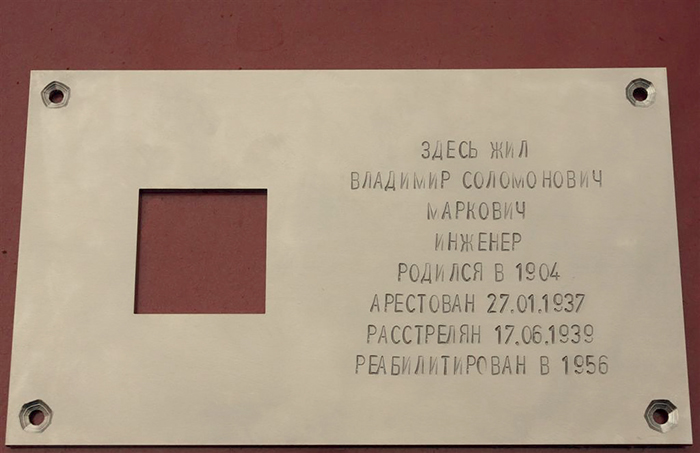 ЗДЕСЬ ЖИЛ
ВЛАДИМИР СОЛОМОНОВИЧ
МАРКОВИЧ
ИНЖЕНЕР
РОДИЛСЯ В 1904
АРЕСТОВАН 27.01.1937
РАССТРЕЛЯН 17.06.1939
РЕАБИЛИТИРОВАН В 1956